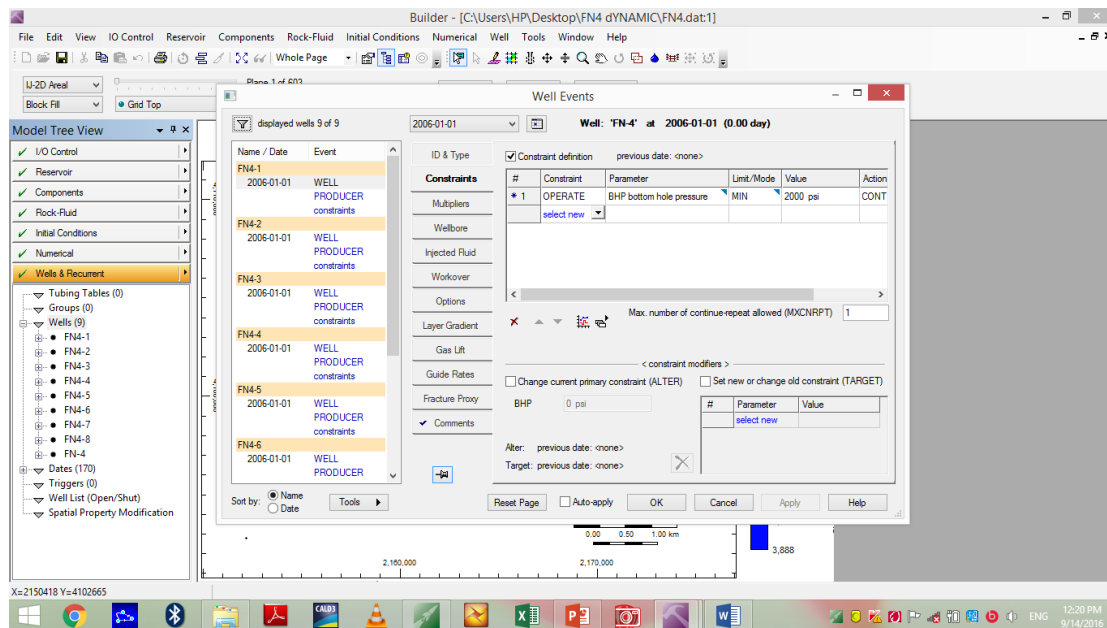 Builder - [C:\Users\HP\Desktop\FN4 dYNAMIC\FN4.dat:1]
File Edit View IO Control Reservoir Components Rock-Fluid Initial Conditions Numerical Well Tools Window Help
Whole Page
IJ-2D Areal
Plane 1 of 603
Block Fill
Grid Top
Model Tree View
I/O Control
Reservoir
Components
Rock-Fluid
Initial Conditions
Numerical
Wells & Recurrent
Tubing Tables (0)
Groups (0)
Wells (9)
FN4-1
FN4-2
FN4-3
FN4-4
FN4-5
FN4-6
FN4-7
FN4-8
FN-4
Dates (170)
Triggers (0)
Well List (Open/Shut)
Spatial Property Modification
Well Events
displayed wells 9 of 9
2006-01-01
Well: 'FN-4' at 2006-01-01 (0.00 day)
Name / Date Event
FN4-1
2006-01-01 WELL
PRODUCER
constraints
FN4-2
2006-01-01 WELL
PRODUCER
constraints
FN4-3
2006-01-01 WELL
PRODUCER
constraints
FN4-4
2006-01-01 WELL
PRODUCER
constraints
FN4-5
2006-01-01 WELL
PRODUCER
constraints
FN4-6
2006-01-01 WELL
PRODUCER
Sort by: Name
Date
Tools
ID & Type
Constraints
Multipliers
Wellbore
Injected Fluid
Workover
Options
Layer Gradient
Gas Lift
Guide Rates
Fracture Proxy
Comments
Constraint definition previous date: <none>
# Constraint Parameter Limit/Mode Value Action
* 1 OPERATE BHP bottom hole pressure MIN 2000 psi CONT
select new
Max. number of continue-repeat allowed (MXCNRPT) 1
< constraint modifiers >
Change current primary constraint (ALTER) Set new or change old constraint (TARGET)
BHP 0 psi
# Parameter Value
select new
Alter: previous date: <none>
Target: previous date: <none>
Reset Page Auto-apply OK Cancel Apply Help
0.00 0.50 1.00 km
3,888
2,160,000 2,170,000
X=2150418 Y=4102665
CALD3
ENG
12:20 PM
9/14/2016